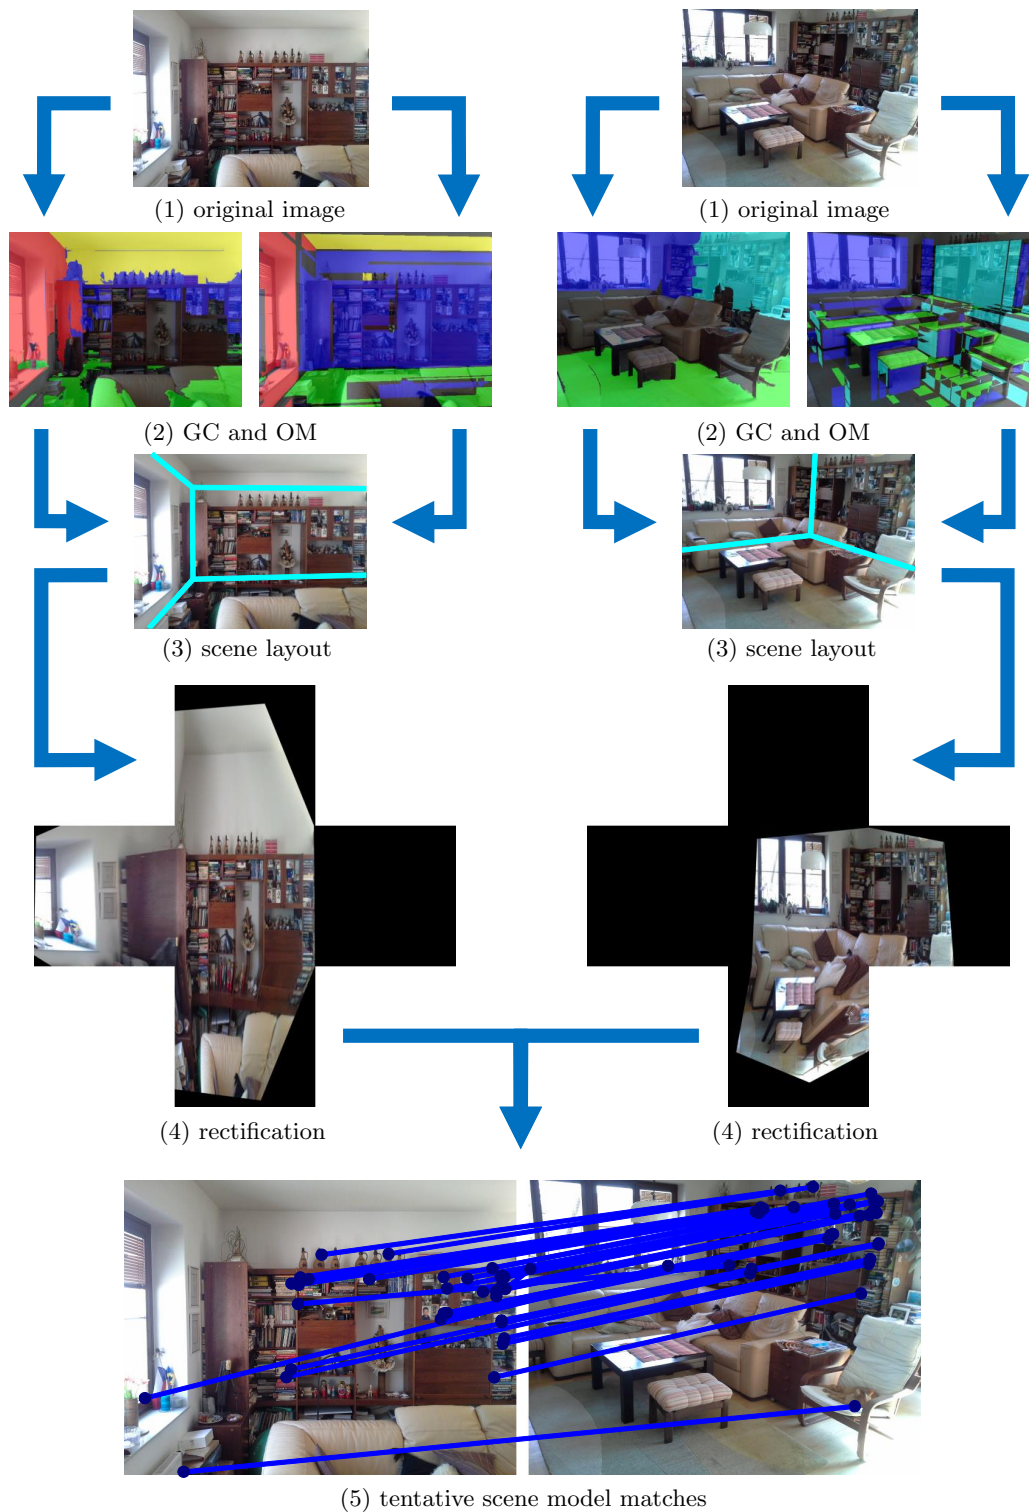 (1) original image
(1) original image
(2) GC and OM
(2) GC and OM
(3) scene layout
(3) scene layout
(4) rectification
(4) rectification
(5) tentative scene model matches